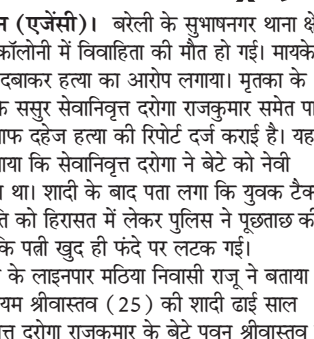 न (एजेंसी)। बरेली के सुभाषनगर थाना क्षे
कॉलोनी में विवाहिता की मौत हो गई। मायके
दबाकर हत्या का आरोप लगाया। मृतका के
क ससुर सेवानिवृत्त दरोगा राजकुमार समेत पा
ाफ दहेज हत्या की रिपोर्ट दर्ज कराई है। यह
ाया कि सेवानिवृत्त दरोगा ने बेटे को नेवी
ा था। शादी के बाद पता लगा कि युवक टैक
ति को हिरासत में लेकर पुलिस ने पूछताछ की
कि पत्नी खुद ही फंदे पर लटक गई।
के लाइनपार मठिया निवासी राजू ने बताया
यम श्रीवास्तव (25) की शादी ढाई साल
त्त दरोगा राजकुमार के बेटे पवन श्रीवास्तव